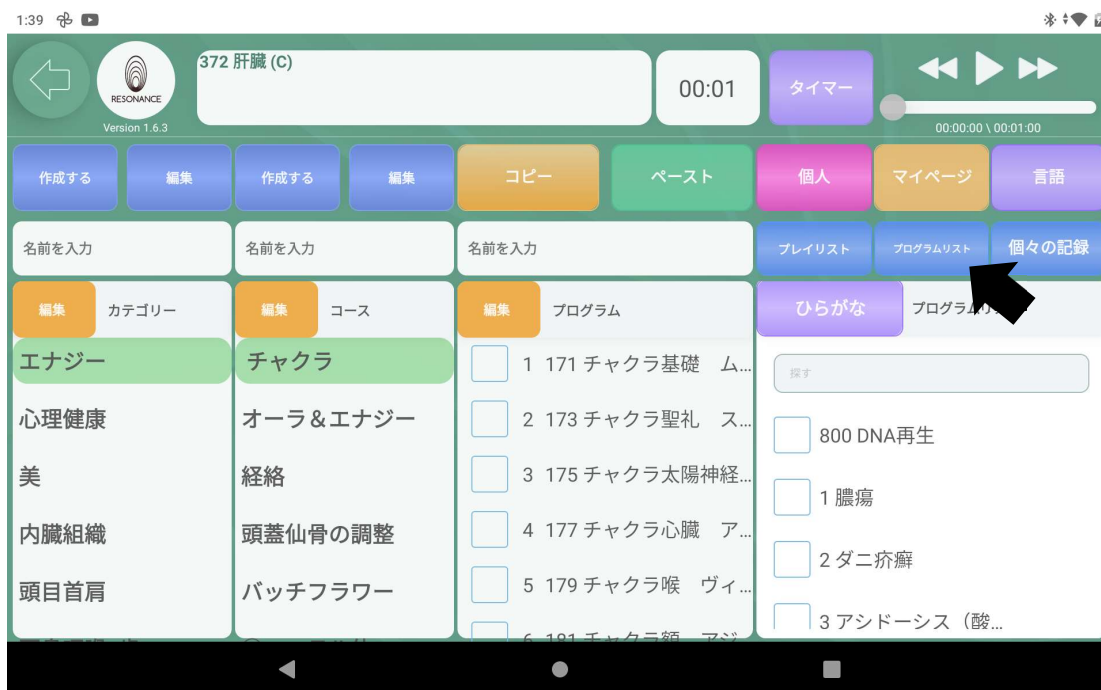 1:39
372 肝臓 (C)
00:01
タイマー
RESONANCE
Version 1.6.3
00:00:00 \ 00:01:00
作成する
編集
作成する
編集
コピー
ペースト
個人
マイページ
言語
名前を入力
名前を入力
名前を入力
プレイリスト
プログラムリスト
個々の記録
編集
カテゴリー
編集
コース
編集
プログラム
ひらがな
エナジー
心理健康
美
内臓組織
頭目首肩
チャクラ
オーラ＆エナジー
経絡
頭蓋仙骨の調整
バッチフラワー
1 171 チャクラ基礎　ム...
2 173 チャクラ聖礼　ス...
3 175 チャクラ太陽神経...
4 177 チャクラ心臓　ア...
5 179 チャクラ喉　ヴィ...
6 181 チャクラ額　アジ
探す
800 DNA再生
1 膿瘍
2 ダニ疥癬
3 アシドーシス（酸...